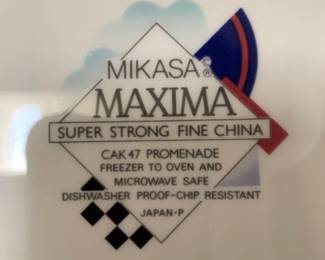 MIKASA®
MAXIMA
SUPER STRONG FINE CHINA
CAK47 PROMENADE
FREEZER TO OVEN AND
MICROWAVE SAFE
DISHWASHER PROOF-CHIP RESISTANT
JAPAN-P